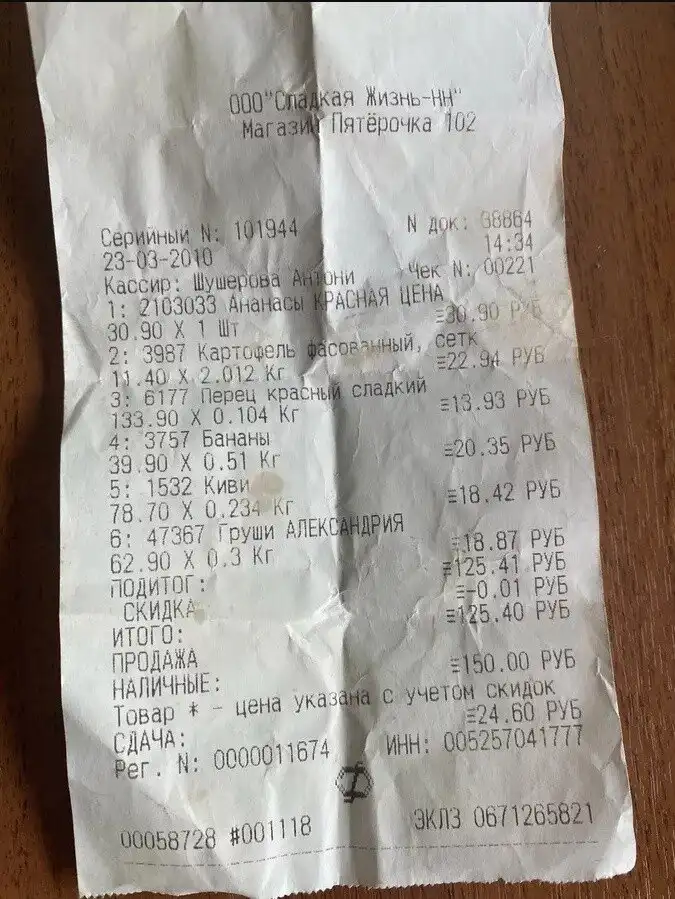 ООО"Сладкая Жизнь-НН"
Магазин Пятёрочка 102
Серийный N: 101944 N док: 98864
23-03-2010 14:34
Кассир: Шушерова Антони Чек N: 00221
1: 2103033 Ананасы КРАСНАЯ ЦЕНА
30.90 X 1 Шт ≡30.90 РУБ
2: 3987 Картофель фасованный, сетк
11.40 X 2.012 Кг ≡22.94 РУБ
3: 6177 Перец красный сладкий
133.90 X 0.104 Кг ≡13.93 РУБ
4: 3757 Бананы
39.90 X 0.51 Кг ≡20.35 РУБ
5: 1532 Киви
78.70 X 0.234 Кг ≡18.42 РУБ
6: 47367 Груши АЛЕКСАНДРИЯ
62.90 X 0.3 Кг ≡18.87 РУБ
ПОДИТОГ: ≡125.41 РУБ
СКИДКА ≡-0.01 РУБ
ИТОГО: ≡125.40 РУБ
ПРОДАЖА
НАЛИЧНЫЕ: ≡150.00 РУБ
Товар * - цена указана с учетом скидок
СДАЧА: ≡24.60 РУБ
Рег. N: 0000011674 ИНН: 005257041777
00058728 #001118 ЭКЛЗ 0671265821